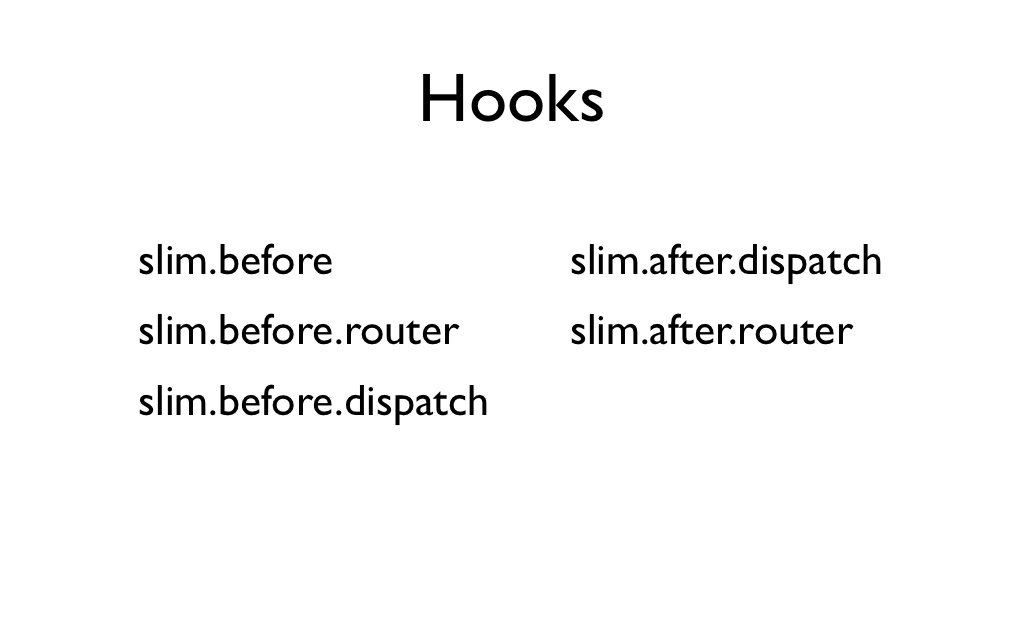 Hooks
slim.before
slim.before.router
slim.before.dispatch
slim.after.dispatch
slim.after.router